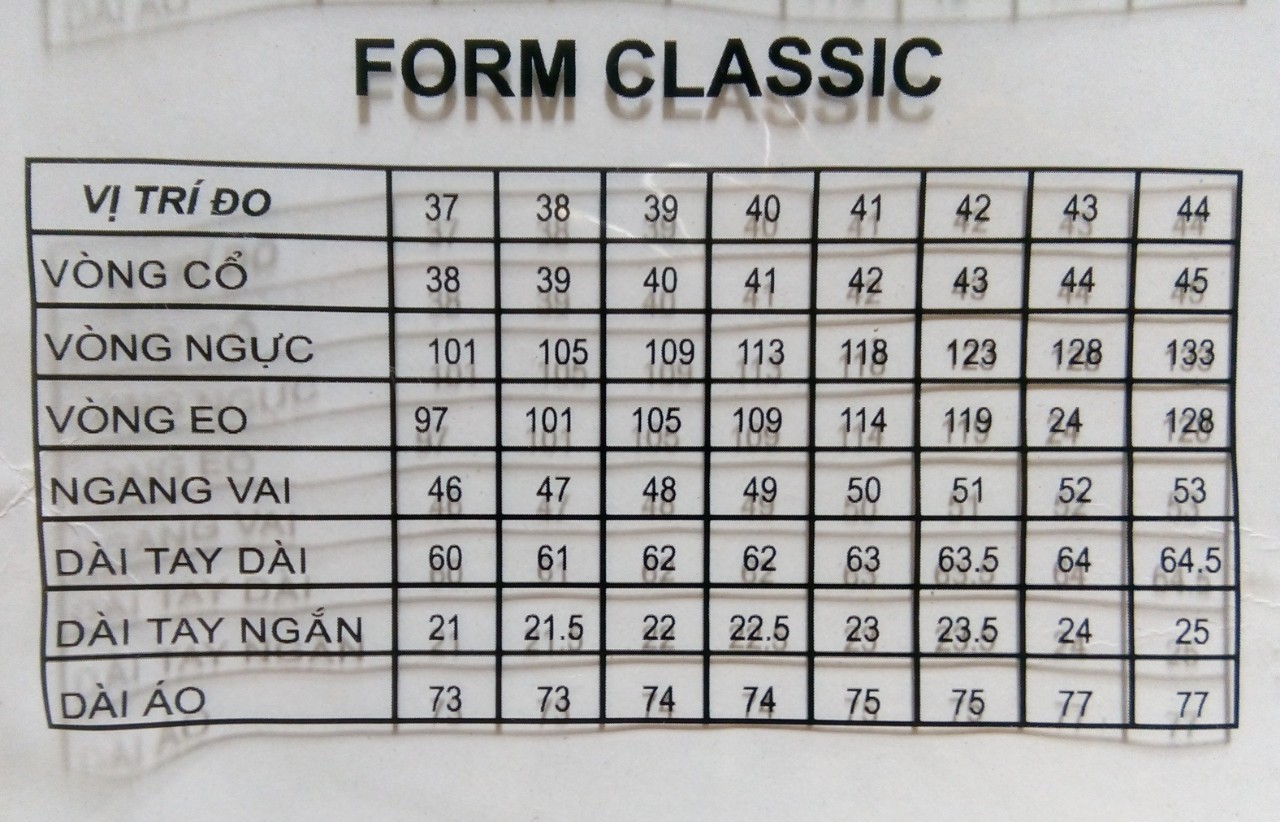 FORM CLASSIC
VỊ TRÍ ĐO 37 38 39 40 41 42 43 44
VÒNG CỔ 38 39 40 41 42 43 44 45
VÒNG NGỰC 101 105 109 113 118 123 128 133
VÒNG EO 97 101 105 109 114 119 24 128
NGANG VAI 46 47 48 49 50 51 52 53
DÀI TAY DÀI 60 61 62 62 63 63.5 64 64.5
DÀI TAY NGẮN 21 21.5 22 22.5 23 23.5 24 25
DÀI ÁO 73 73 74 74 75 75 77 77